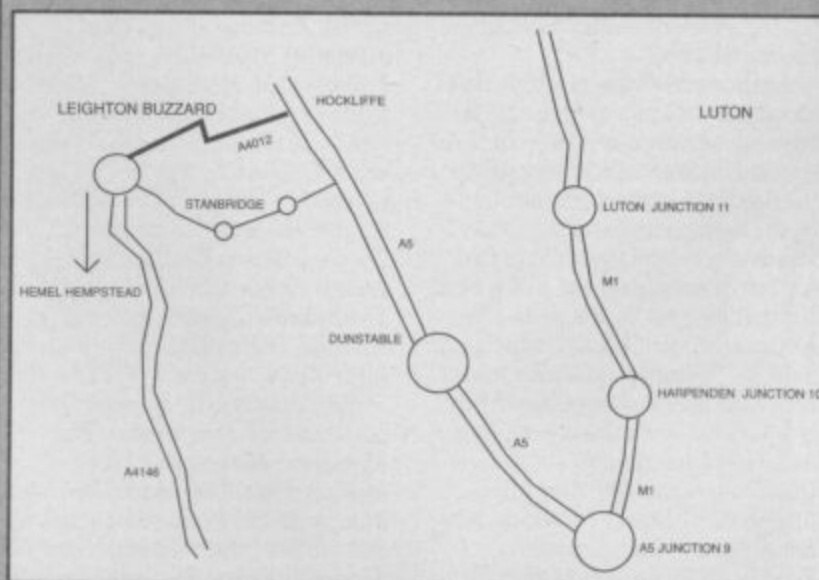 LEIGHTON BUZZARD
HOCKLIFFE
LUTON
AA012
STANBRIDGE
LUTON JUNCTION 11
A5
M1
HEMEL HEMPSTEAD
DUNSTABLE
HARPENDEN JUNCTION 10
A5
A4146
M1
A5 JUNCTION 9